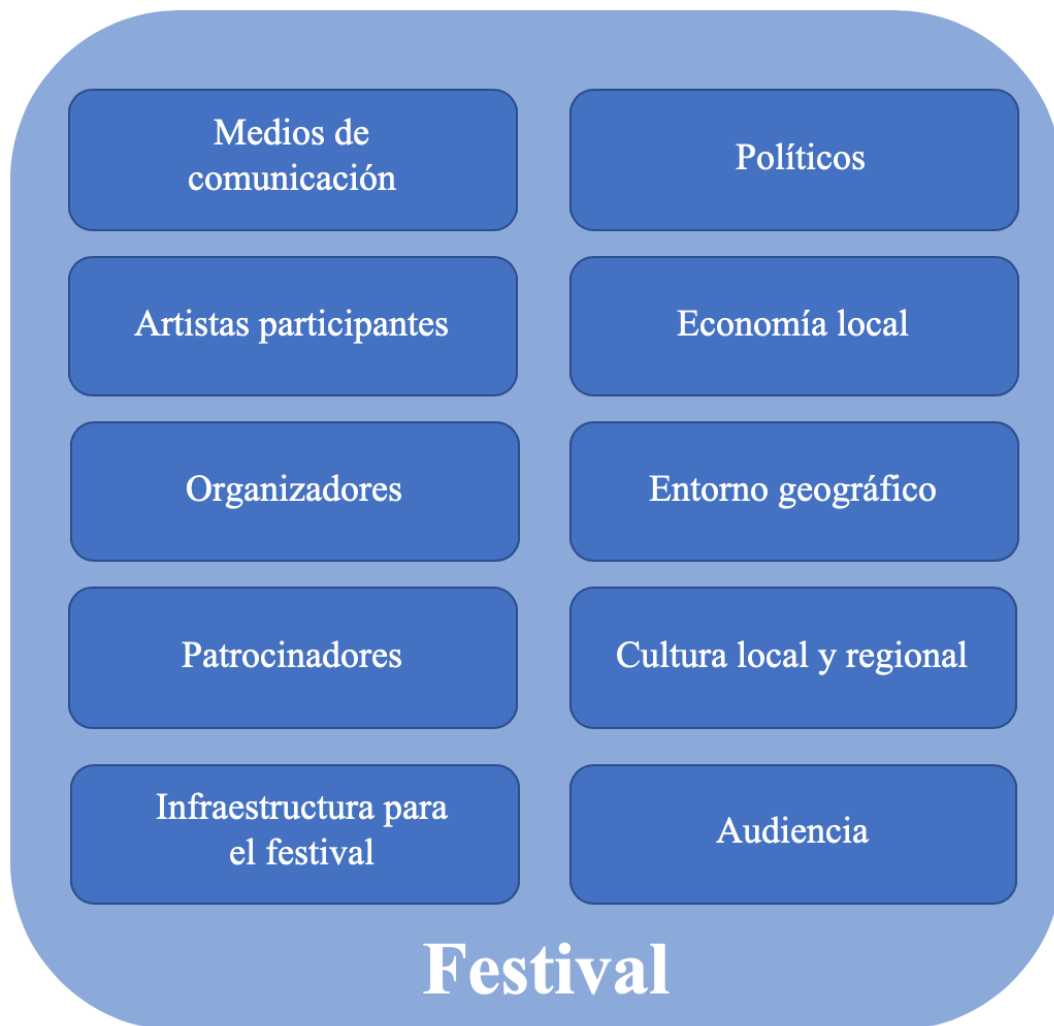 Medios de
comunicación
Políticos
Artistas participantes
Economía local
Organizadores
Entorno geográfico
Patrocinadores
Cultura local y regional
Infraestructura para
el festival
Audiencia
Festival